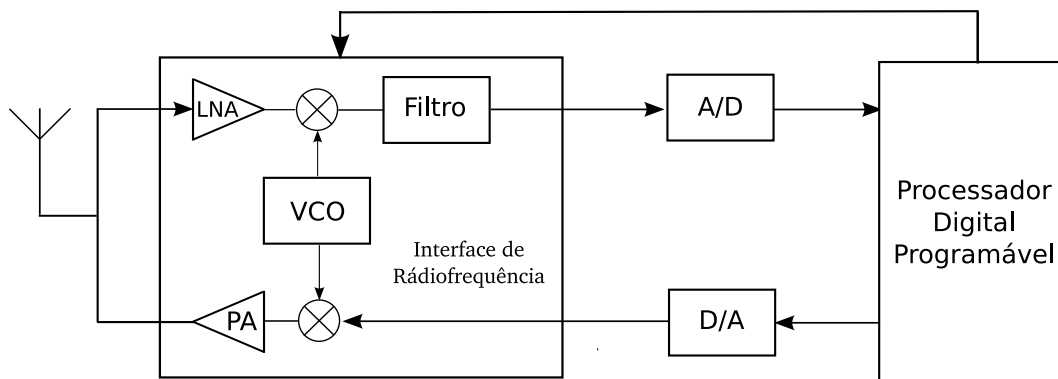 LNA
Filtro
A/D
VCO
Interface de
Rádiofrequência
PA
D/A
Processador
Digital
Programável